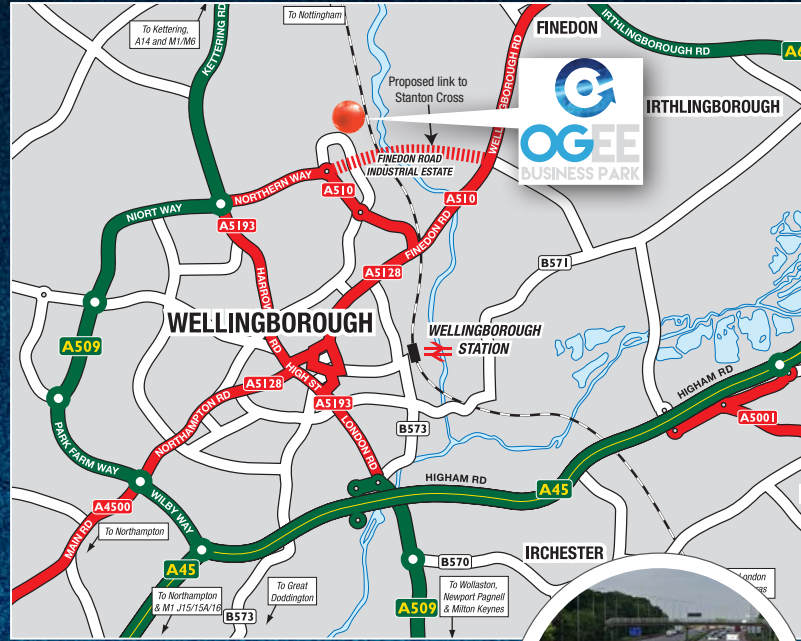 To Nottingham
To Kettering,
A14 and M1/M6
KETTERING RD
FINEDON
IRTHLINGBOROUGH RD
WELLINGBOROUGH RD
Proposed link to
Stanton Cross
IRTHLINGBOROUGH
OGEE
BUSINESS PARK
FINEDON ROAD
INDUSTRIAL ESTATE
NORTHERN WAY
A510
A510
NIORT WAY
A5193
FINEDON RD
B571
A5128
HARROW RD
WELLINGBOROUGH
WELLINGBOROUGH
STATION
A509
HIGH ST
A5128
A5193
HIGHAM RD
A5001
NORTHAMPTON RD
LONDON RD
B573
PARK FARM WAY
HIGHAM RD
A45
WILBY WAY
A4500
MAIN RD
To Northampton
A45
IRCHESTER
B570
To Northampton
& M1 J15/15A/16
To Great
Doddington
To Wollaston,
Newport Pagnell
& Milton Keynes
London
B573
A509